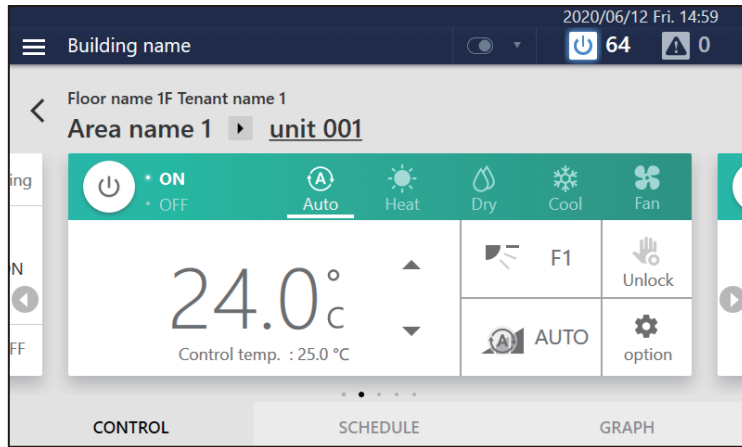 2020/06/12 Fri. 14:59
Building name
64
0
Floor name 1F Tenant name 1
Area name 1 unit 001
ing
ON
OFF
A
Auto
Heat
Dry
Cool
Fan
N
FF
24.0°C
Control temp. : 25.0 °C
F1
Unlock
A
AUTO
option
CONTROL
SCHEDULE
GRAPH